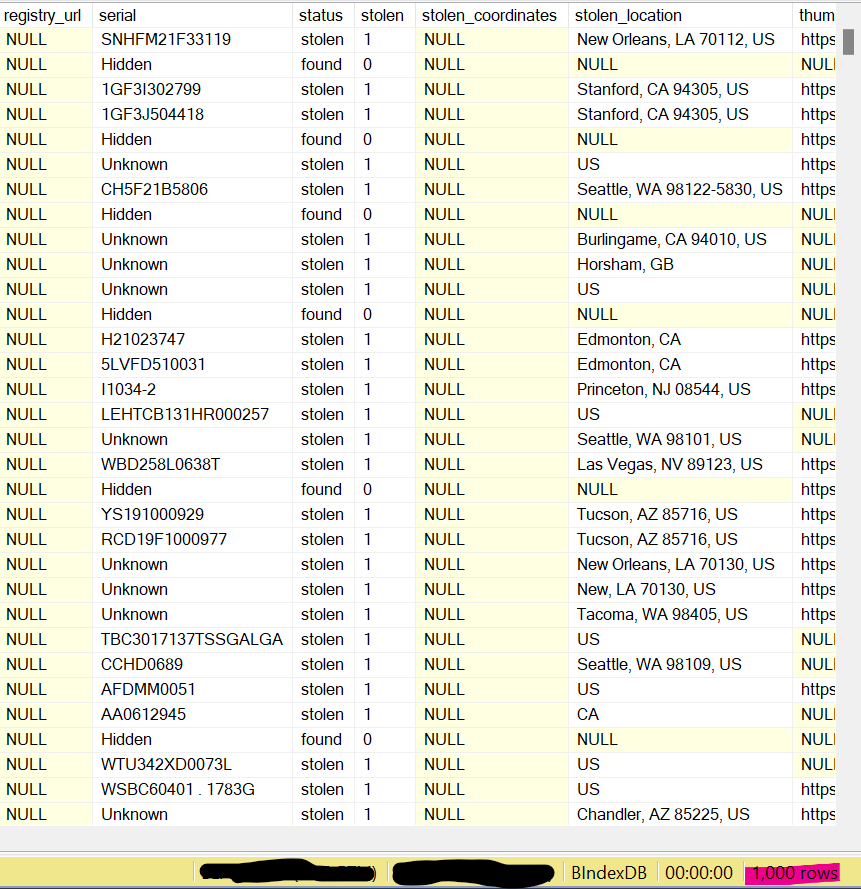 registry_url serial status stolen stolen_coordinates stolen_location thum
NULL SNHFM21F33119 stolen 1 NULL New Orleans, LA 70112, US https
NULL Hidden found 0 NULL NULL NULL
NULL 1GF3I302799 stolen 1 NULL Stanford, CA 94305, US https
NULL 1GF3J504418 stolen 1 NULL Stanford, CA 94305, US https
NULL Hidden found 0 NULL NULL https
NULL Unknown stolen 1 NULL US https
NULL CH5F21B5806 stolen 1 NULL Seattle, WA 98122-5830, US https
NULL Hidden found 0 NULL NULL NULL
NULL Unknown stolen 1 NULL Burlingame, CA 94010, US NULL
NULL Unknown stolen 1 NULL Horsham, GB NULL
NULL Unknown stolen 1 NULL US NULL
NULL Hidden found 0 NULL NULL NULL
NULL H21023747 stolen 1 NULL Edmonton, CA https
NULL 5LVFD510031 stolen 1 NULL Edmonton, CA https
NULL I1034-2 stolen 1 NULL Princeton, NJ 08544, US https
NULL LEHTCB131HR000257 stolen 1 NULL US NULL
NULL Unknown stolen 1 NULL Seattle, WA 98101, US NULL
NULL WBD258L0638T stolen 1 NULL Las Vegas, NV 89123, US https
NULL Hidden found 0 NULL NULL https
NULL YS191000929 stolen 1 NULL Tucson, AZ 85716, US https
NULL RCD19F1000977 stolen 1 NULL Tucson, AZ 85716, US https
NULL Unknown stolen 1 NULL New Orleans, LA 70130, US https
NULL Unknown stolen 1 NULL New, LA 70130, US https
NULL Unknown stolen 1 NULL Tacoma, WA 98405, US https
NULL TBC3017137TSSGALGA stolen 1 NULL US NULL
NULL CCHD0689 stolen 1 NULL Seattle, WA 98109, US NULL
NULL AFDMM0051 stolen 1 NULL US https
NULL AA0612945 stolen 1 NULL CA NULL
NULL Hidden found 0 NULL NULL NULL
NULL WTU342XD0073L stolen 1 NULL US NULL
NULL WSBC60401 . 1783G stolen 1 NULL US https
NULL Unknown stolen 1 NULL Chandler, AZ 85225, US https
BIndexDB 00:00:00 1,000 rows